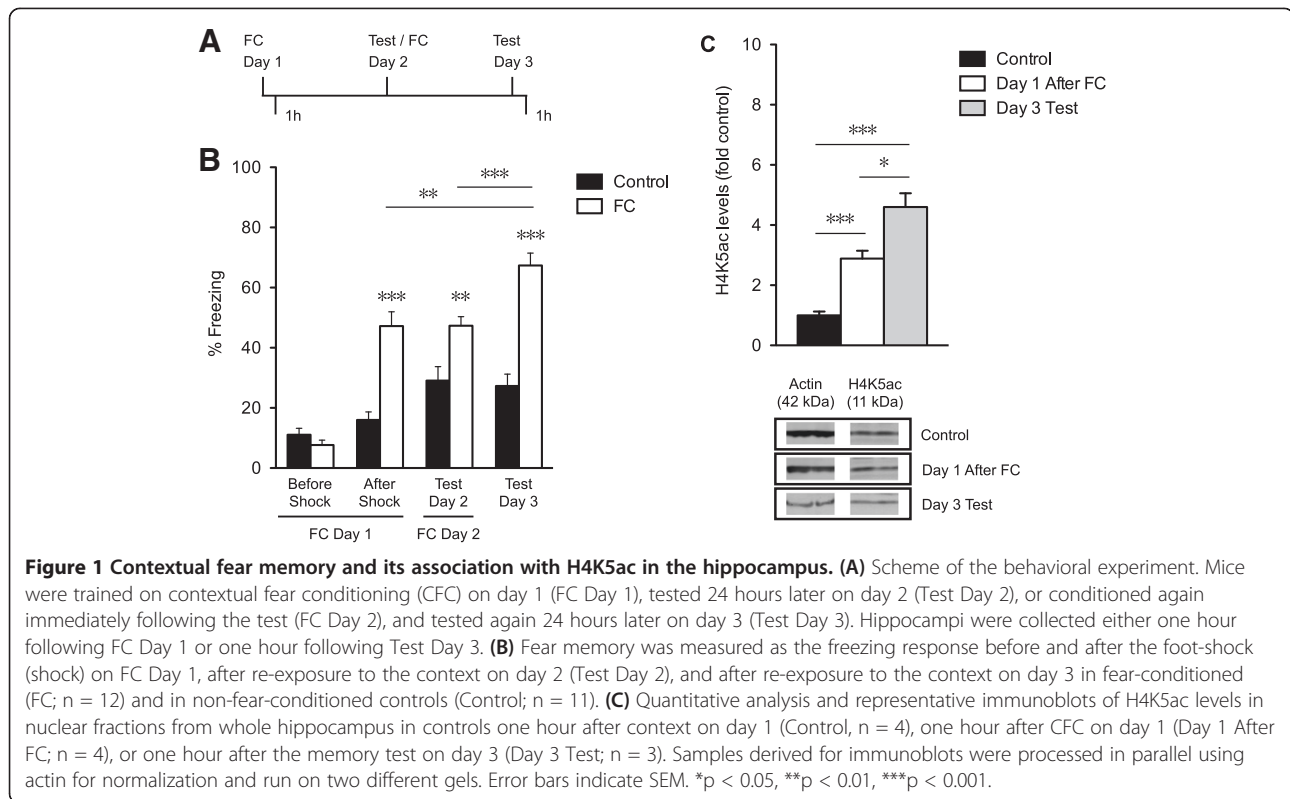 A
FC
Day 1
Test / FC
Day 2
Test
Day 3
1h
1h
B
% Freezing
100
80
60
40
20
0
Control
FC
***
**
***
**
***
Before
Shock
After
Shock
Test
Day 2
Test
Day 3
FC Day 1
FC Day 2
C
H4K5ac levels (fold control)
10
8
6
4
2
0
Control
Day 1 After FC
Day 3 Test
***
*
***
Actin
(42 kDa)
H4K5ac
(11 kDa)
Control
Day 1 After FC
Day 3 Test
Figure 1 Contextual fear memory and its association with H4K5ac in the hippocampus. (A) Scheme of the behavioral experiment. Mice
were trained on contextual fear conditioning (CFC) on day 1 (FC Day 1), tested 24 hours later on day 2 (Test Day 2), or conditioned again
immediately following the test (FC Day 2), and tested again 24 hours later on day 3 (Test Day 3). Hippocampi were collected either one hour
following FC Day 1 or one hour following Test Day 3. (B) Fear memory was measured as the freezing response before and after the foot-shock
(shock) on FC Day 1, after re-exposure to the context on day 2 (Test Day 2), and after re-exposure to the context on day 3 in fear-conditioned
(FC; n = 12) and in non-fear-conditioned controls (Control; n = 11). (C) Quantitative analysis and representative immunoblots of H4K5ac levels in
nuclear fractions from whole hippocampus in controls one hour after context on day 1 (Control, n = 4), one hour after CFC on day 1 (Day 1 After
FC; n = 4), or one hour after the memory test on day 3 (Day 3 Test; n = 3). Samples derived for immunoblots were processed in parallel using
actin for normalization and run on two different gels. Error bars indicate SEM. *p < 0.05, **p < 0.01, ***p < 0.001.